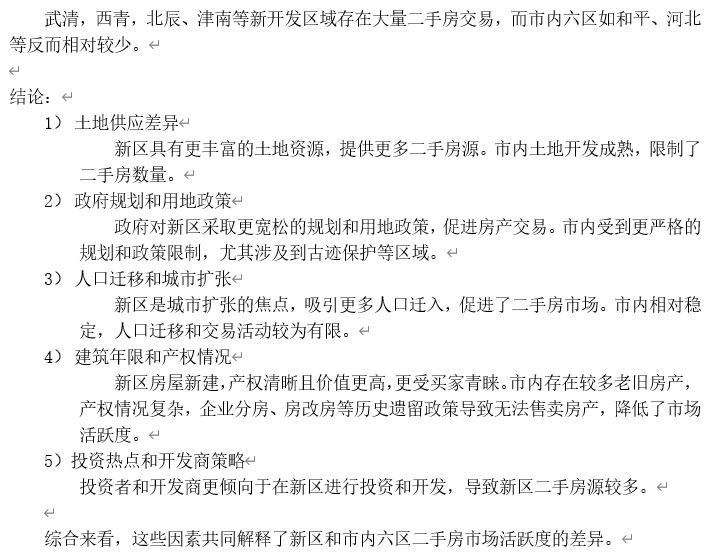 武清，西青，北辰、津南等新开发区域存在大量二手房交易，而市内六区如和平、河北
等反而相对较少。
结论：
1） 土地供应差异
新区具有更丰富的土地资源，提供更多二手房源。市内土地开发成熟，限制了
二手房数量。
2） 政府规划和用地政策
政府对新区采取更宽松的规划和用地政策，促进房产交易。市内受到更严格的
规划和政策限制，尤其涉及到古迹保护等区域。
3） 人口迁移和城市扩张
新区是城市扩张的焦点，吸引更多人口迁入，促进了二手房市场。市内相对稳
定，人口迁移和交易活动较为有限。
4） 建筑年限和产权情况
新区房屋新建，产权清晰且价值更高，更受买家青睐。市内存在较多老旧房产，
产权情况复杂，企业分房、房改房等历史遗留政策导致无法售卖房产，降低了市场
活跃度。
5）投资热点和开发商策略
投资者和开发商更倾向于在新区进行投资和开发，导致新区二手房源较多。
综合来看，这些因素共同解释了新区和市内六区二手房市场活跃度的差异。